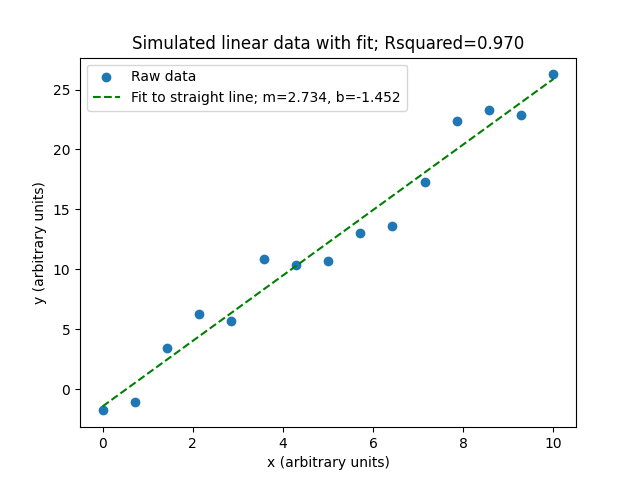 Simulated linear data with fit; Rsquared=0.970
Raw data
Fit to straight line; m=2.734, b=-1.452
25
20
15
10
5
0
y (arbitrary units)
0 2 4 6 8 10
x (arbitrary units)